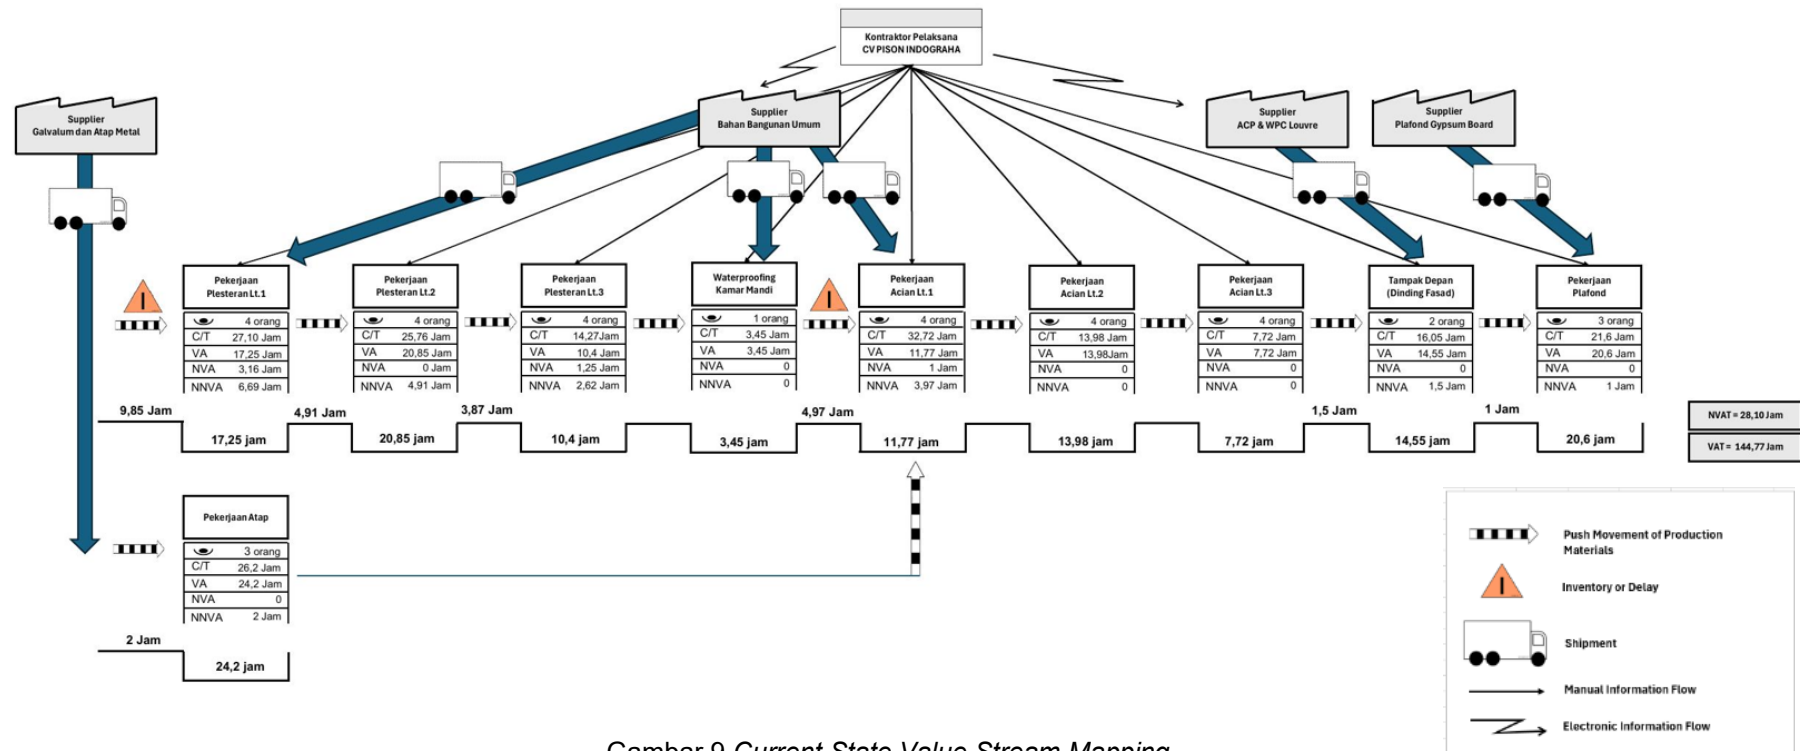 Kontraktor Pelaksana
CV PISON INDOGRAHA
Supplier
Galvalum dan Atap Metal
Supplier
Bahan Bangunan Umum
Supplier
ACP & WPC Louvre
Supplier
Plafond Gypsum Board
Pekerjaan
Plesteran Lt.1
4 orang
C/T 27,10 Jam
VA 17,25 Jam
NVA 3,16 Jam
NNVA 6,69 Jam
Pekerjaan
Plesteran Lt.2
4 orang
C/T 25,76 Jam
VA 20,85 Jam
NVA 0 Jam
NNVA 4,91 Jam
Pekerjaan
Plesteran Lt.3
4 orang
C/T 14,27Jam
VA 10,4 Jam
NVA 1,25 Jam
NNVA 2,62 Jam
Waterproofing
Kamar Mandi
1 orang
C/T 3,45 Jam
VA 3,45 Jam
NVA 0
NNVA 0
Pekerjaan
Acian Lt.1
4 orang
C/T 32,72 Jam
VA 11,77 Jam
NVA 1 Jam
NNVA 3,97 Jam
Pekerjaan
Acian Lt.2
4 orang
C/T 13,98 Jam
VA 13,98Jam
NVA 0
NNVA 0
Pekerjaan
Acian Lt.3
4 orang
C/T 7,72 Jam
VA 7,72 Jam
NVA 0
NNVA 0
Tampak Depan
(Dinding Fasad)
2 orang
C/T 16,05 Jam
VA 14,55 Jam
NVA 0
NNVA 1,5 Jam
Pekerjaan
Plafond
3 orang
C/T 21,6 Jam
VA 20,6 Jam
NVA 0
NNVA 1 Jam
9,85 Jam
17,25 jam
4,91 Jam
20,85 jam
3,87 Jam
10,4 jam
3,45 jam
4,97 Jam
11,77 jam
13,98 jam
7,72 jam
1,5 Jam
14,55 jam
1 Jam
20,6 jam
NVAT = 28,10 Jam
VAT = 144,77 Jam
Pekerjaan Atap
3 orang
C/T 26,2 Jam
VA 24,2 Jam
NVA 0
NNVA 2 Jam
2 Jam
24,2 jam
Push Movement of Production
Materials
Inventory or Delay
Shipment
Manual Information Flow
Electronic Information Flow
Gambar 9 Current State Value Stream Mapping